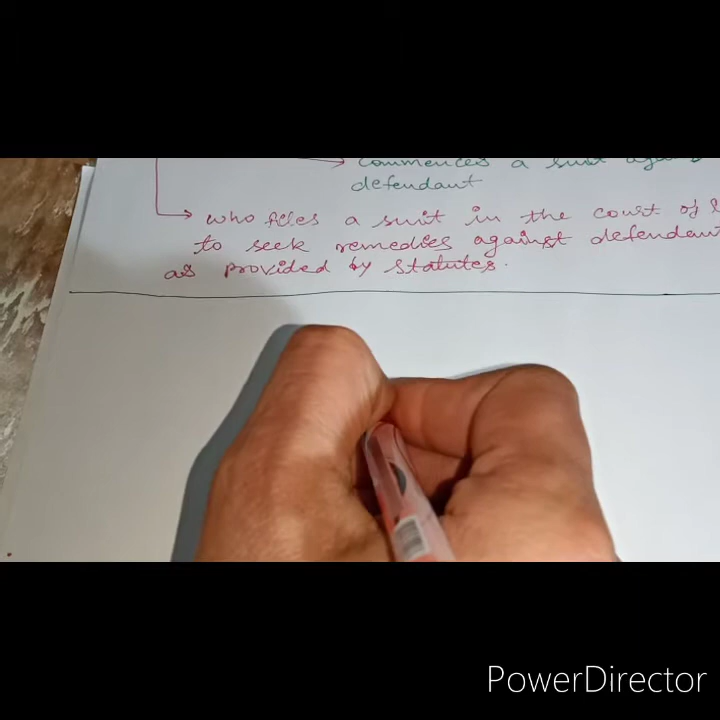 commences a suit
defendant
who files a suit in the court of
to seek remedies against defendant
as provided by statutes.
PowerDirector